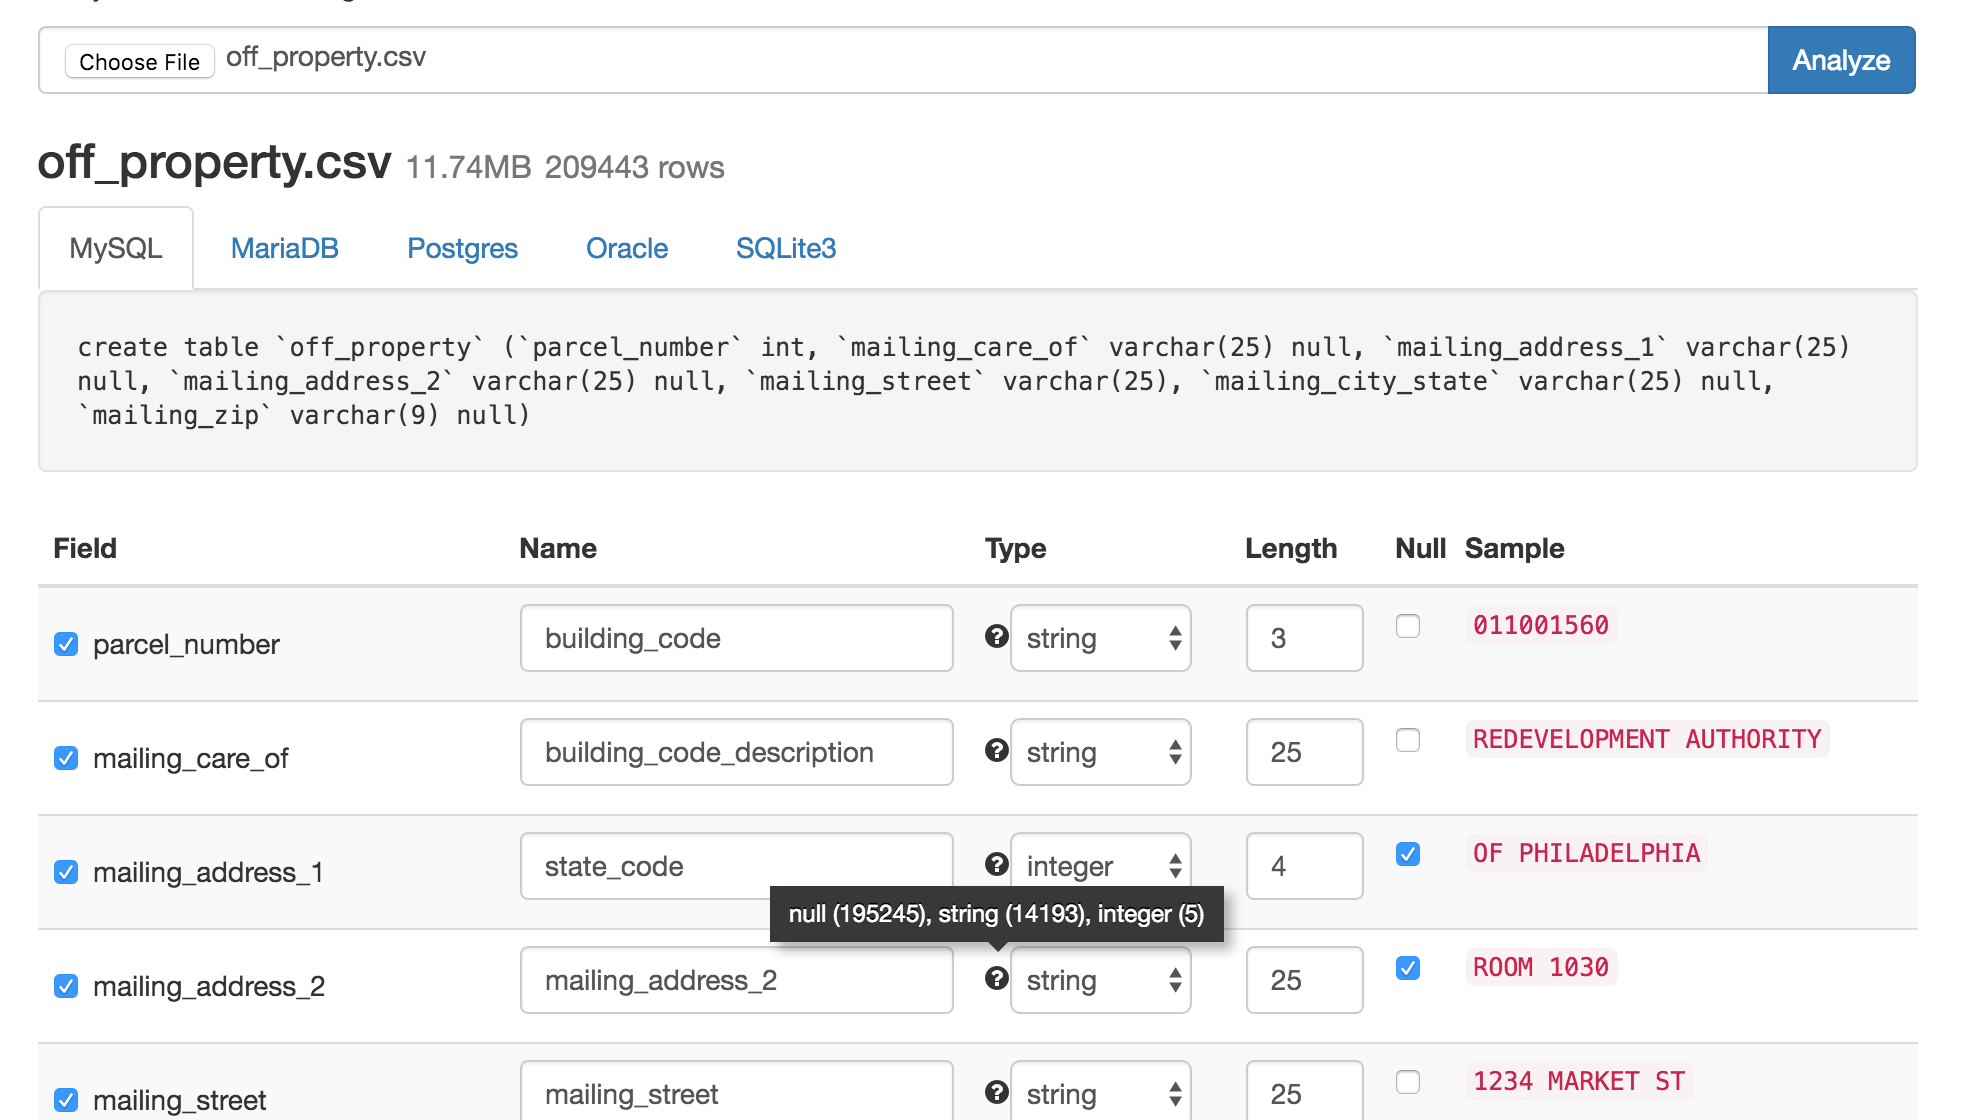 Choose File off_property.csv
Analyze
off_property.csv 11.74MB 209443 rows
MySQL MariaDB Postgres Oracle SQLite3
create table `off_property` (`parcel_number` int, `mailing_care_of` varchar(25) null, `mailing_address_1` varchar(25)
null, `mailing_address_2` varchar(25) null, `mailing_street` varchar(25), `mailing_city_state` varchar(25) null,
`mailing_zip` varchar(9) null)
Field Name Type Length Null Sample
parcel_number building_code ? string 3 011001560
mailing_care_of building_code_description ? string 25 REDEVELOPMENT AUTHORITY
mailing_address_1 state_code ? integer 4 OF PHILADELPHIA
null (195245), string (14193), integer (5)
mailing_address_2 mailing_address_2 ? string 25 ROOM 1030
mailing_street mailing_street ? string 25 1234 MARKET ST